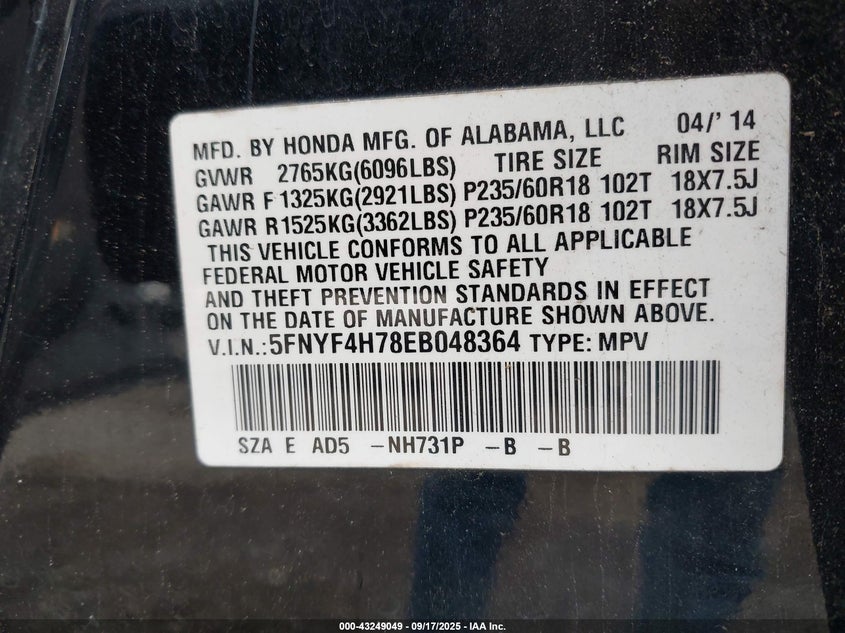 MFD. BY HONDA MFG. OF ALABAMA, LLC 04/' 14
GVWR 2765KG(6096LBS) TIRE SIZE RIM SIZE
GAWR F 1325KG(2921LBS) P235/60R18 102T 18X7.5J
GAWR R1525KG(3362LBS) P235/60R18 102T 18X7.5J
THIS VEHICLE CONFORMS TO ALL APPLICABLE
FEDERAL MOTOR VEHICLE SAFETY
AND THEFT PREVENTION STANDARDS IN EFFECT
ON THE DATE OF MANUFACTURE SHOWN ABOVE.
V.I.N.:5FNYF4H78EB048364 TYPE: MPV
SZA E AD5 -NH731P -B -B
000-43249049 - 09/17/2025 - IAA Inc.